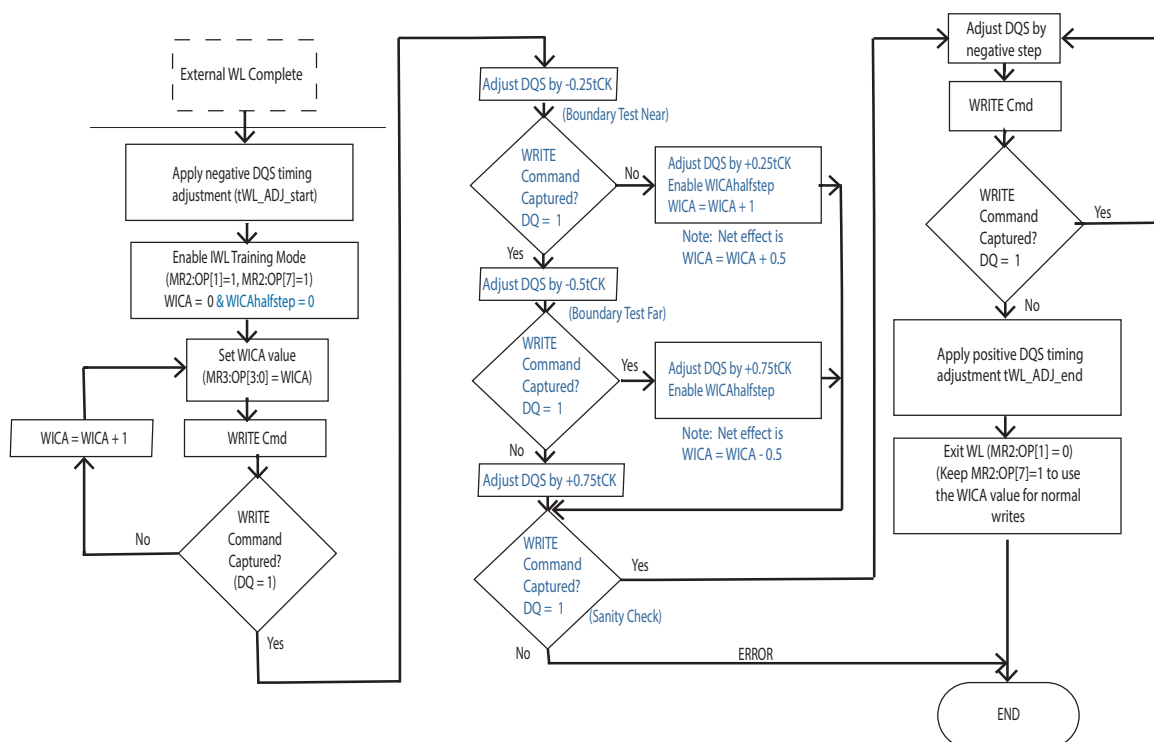 External WL Complete
Apply negative DQS timing
adjustment (tWL_ADJ_start)
Enable IWL Training Mode
(MR2:OP[1]=1, MR2:OP[7]=1)
WICA = 0 & WICAhalfstep = 0
Set WICA value
(MR3:OP[3:0] = WICA)
WICA = WICA + 1
WRITE Cmd
No
WRITE
Command
Captured?
(DQ = 1)
Yes
Adjust DQS by -0.25tCK
(Boundary Test Near)
WRITE
Command
Captured?
DQ = 1
No
Adjust DQS by +0.25tCK
Enable WICAhalfstep
WICA = WICA + 1
Note: Net effect is
WICA = WICA + 0.5
Yes
Adjust DQS by -0.5tCK
(Boundary Test Far)
WRITE
Command
Captured?
DQ = 1
Yes
Adjust DQS by +0.75tCK
Enable WICAhalfstep
Note: Net effect is
WICA = WICA - 0.5
No
Adjust DQS by +0.75tCK
WRITE
Command
Captured?
DQ = 1
Yes
(Sanity Check)
No
ERROR
Adjust DQS by
negative step
WRITE Cmd
WRITE
Command
Captured?
DQ = 1
Yes
No
Apply positive DQS timing
adjustment tWL_ADJ_end
Exit WL (MR2:OP[1] = 0)
(Keep MR2:OP[7]=1 to use
the WICA value for normal
writes
END